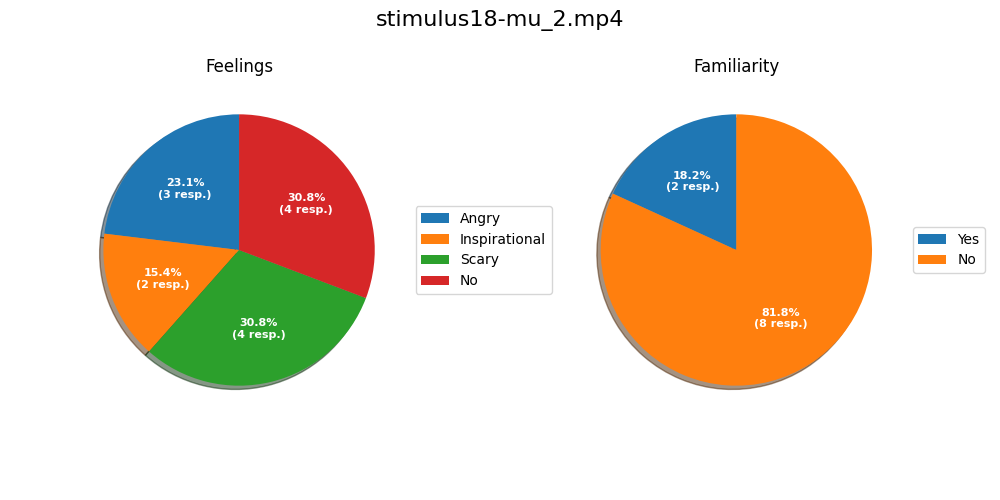 stimulus18-mu_2.mp4
Feelings
23.1%
(3 resp.)
30.8%
(4 resp.)
15.4%
(2 resp.)
30.8%
(4 resp.)
Angry
Inspirational
Scary
No
Familiarity
18.2%
(2 resp.)
81.8%
(8 resp.)
Yes
No